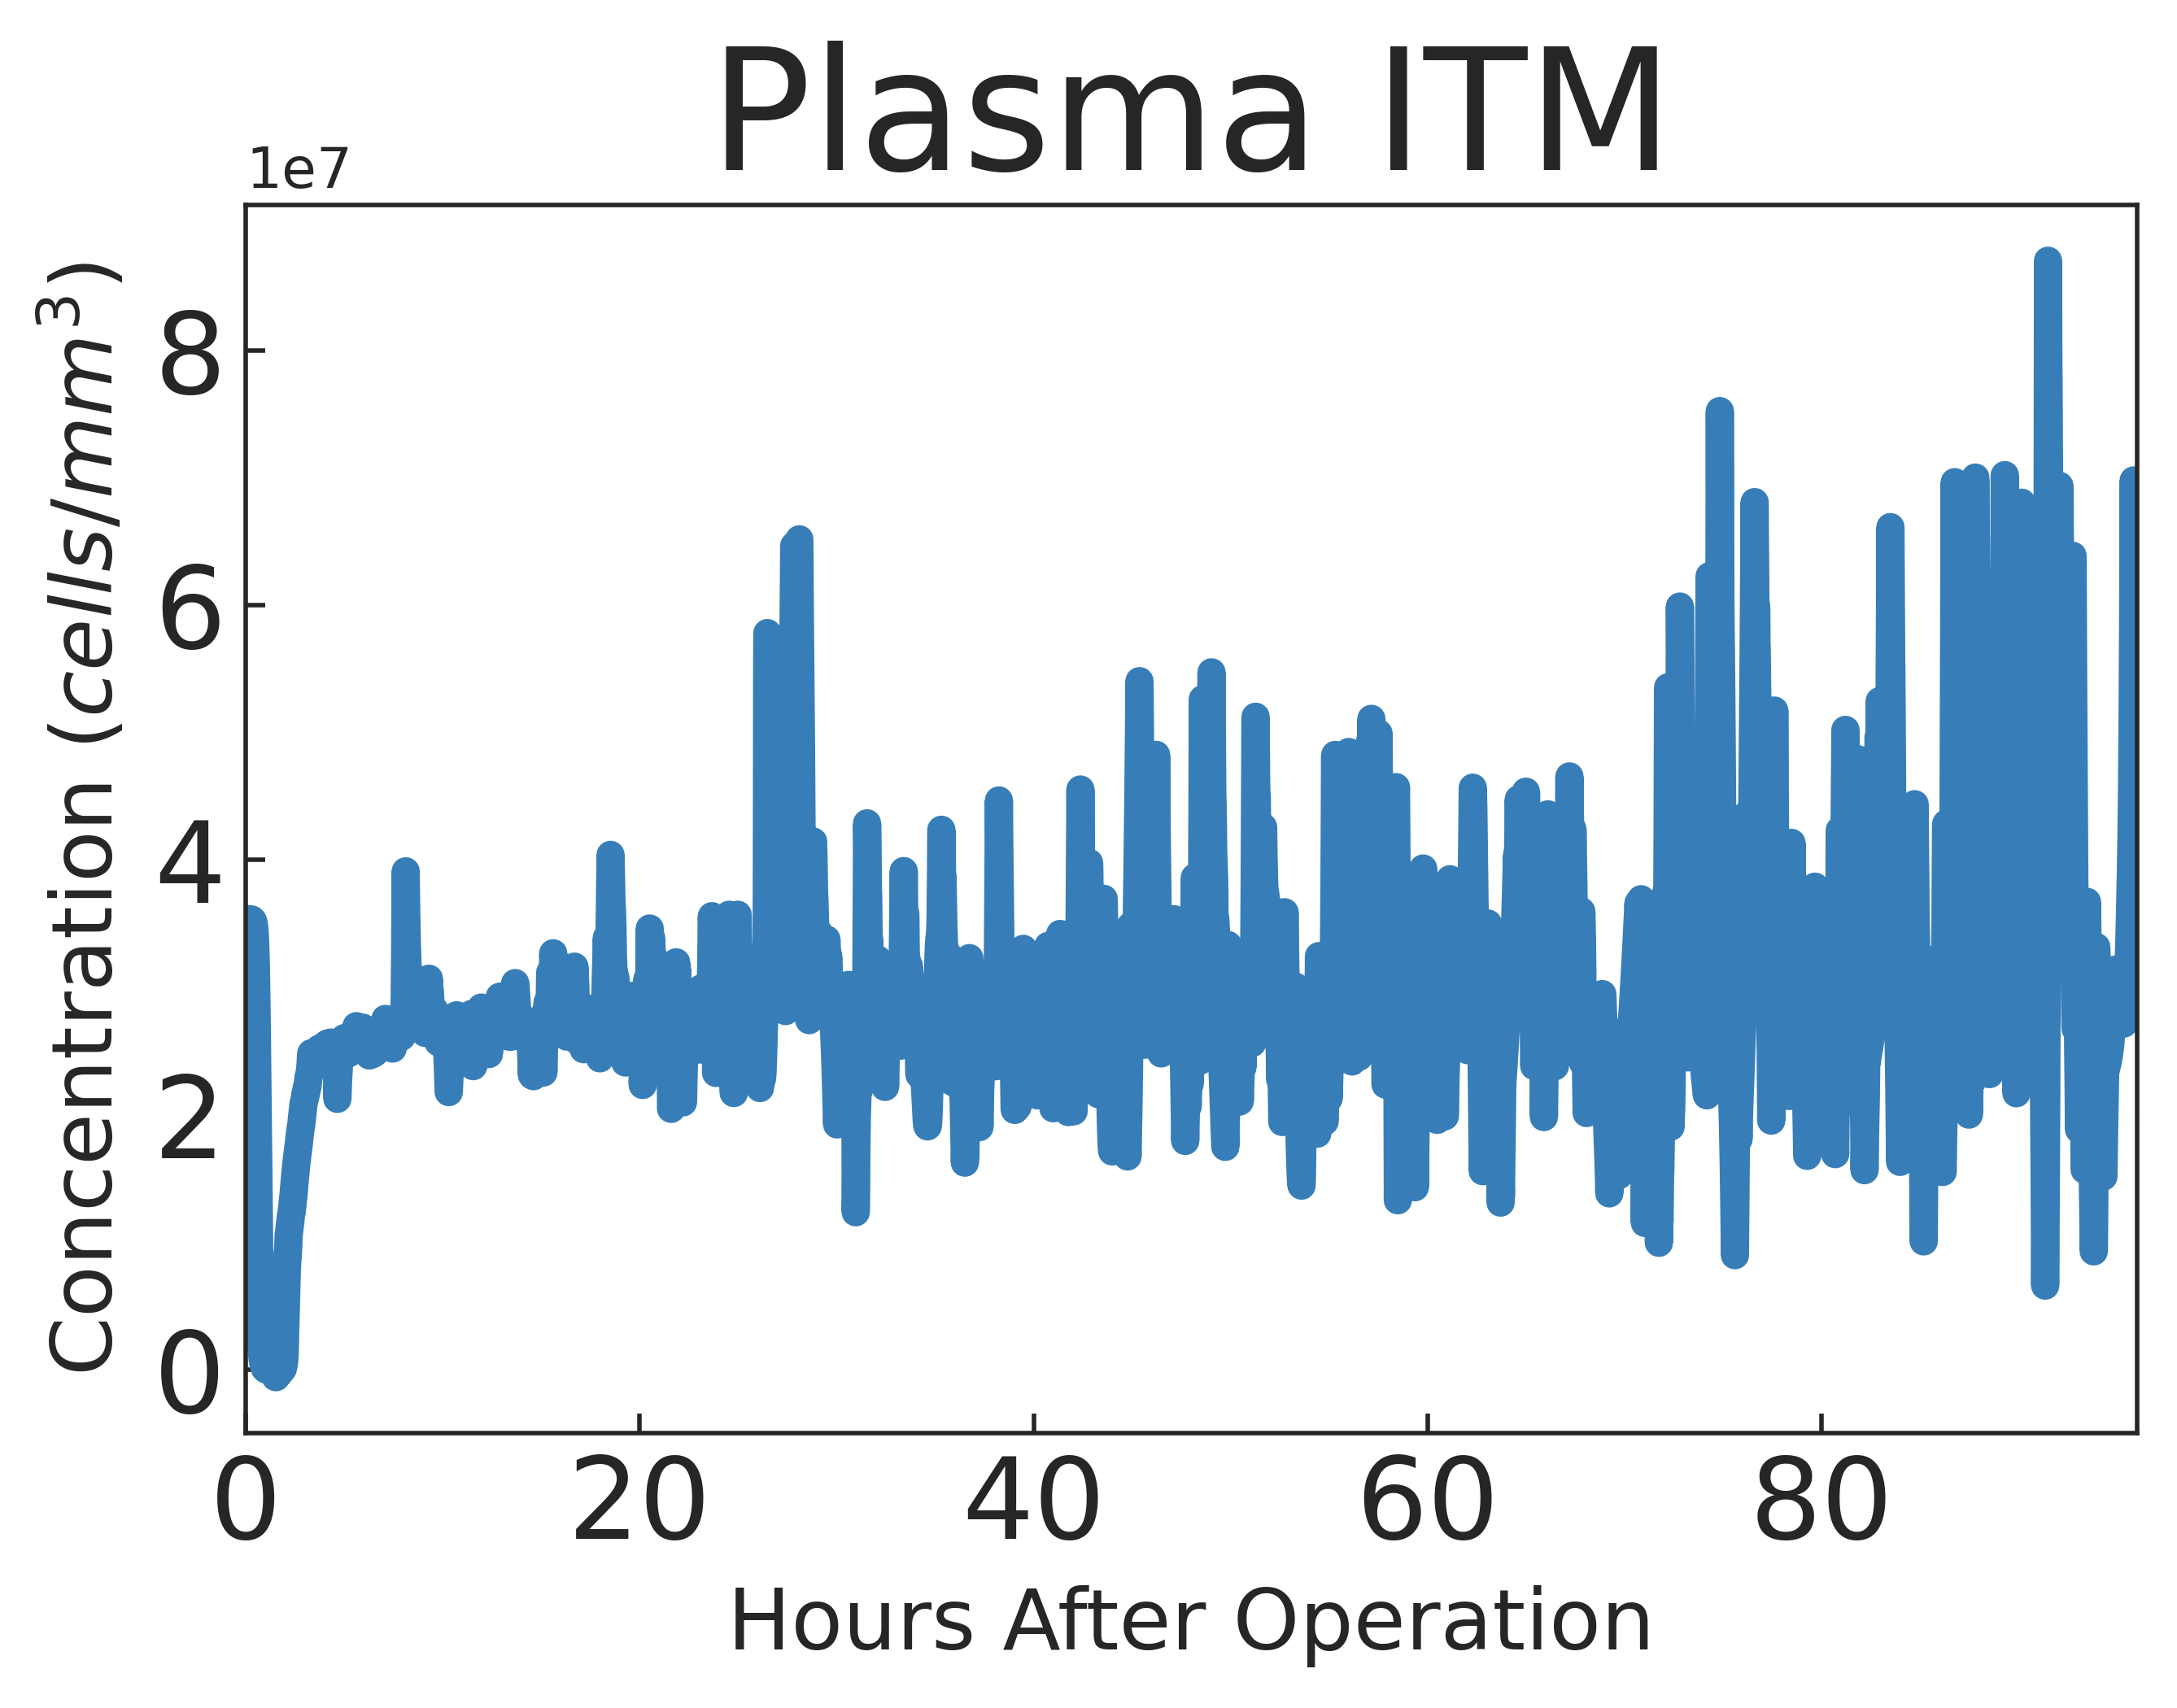 Plasma ITM
1e7
Concentration (cells/mm³)
8
6
4
2
0
0 20 40 60 80
Hours After Operation